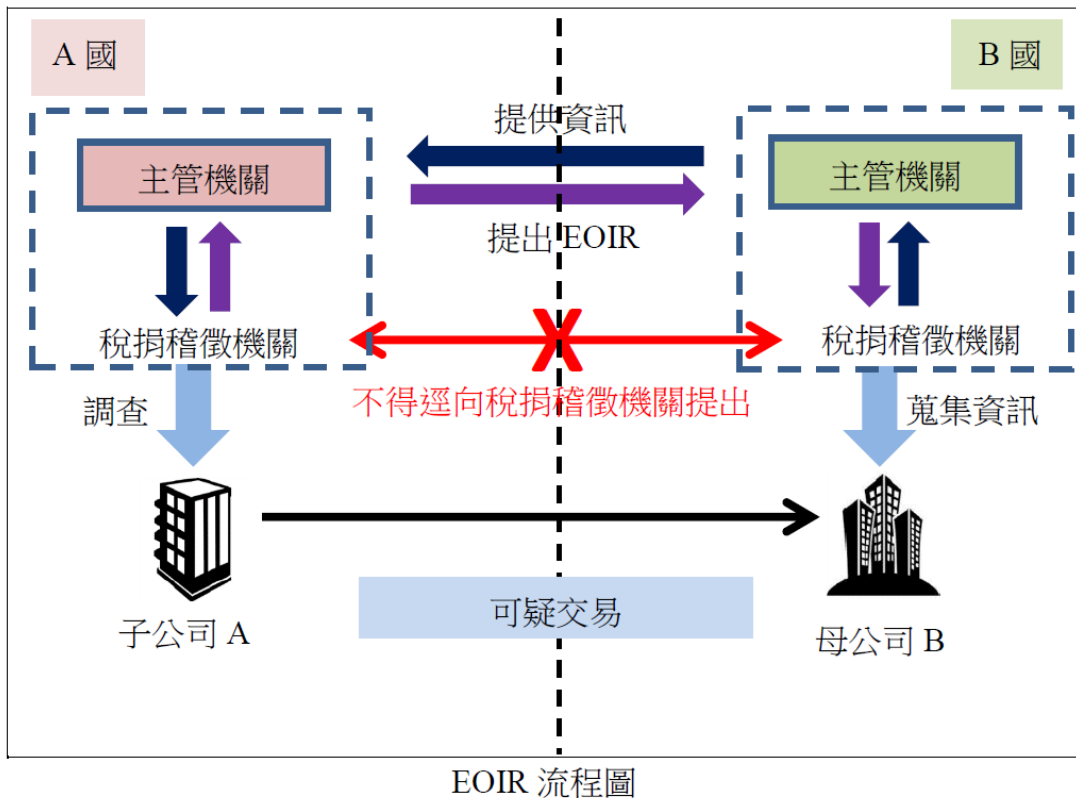 A 國
B 國
提供資訊
主管機關
主管機關
提出 EOIR
稅捐稽徵機關
稅捐稽徵機關
不得逕向稅捐稽徵機關提出
調查
蒐集資訊
可疑交易
子公司 A
母公司 B
EOIR 流程圖